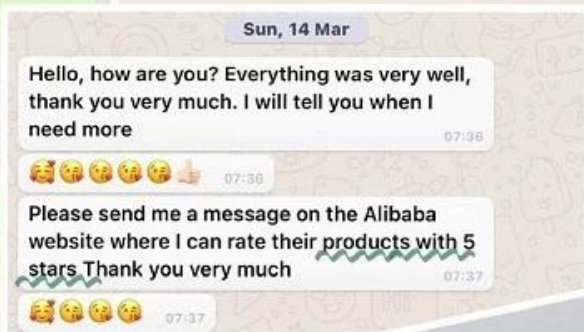 Sun, 14 Mar
Hello, how are you? Everything was very well,
thank you very much. I will tell you when I
need more
07:36
🥰😘😘😘😘👍🏻 07:36
Please send me a message on the Alibaba
website where I can rate their products with 5
stars Thank you very much
07:37
🥰😘😘😘 07:37